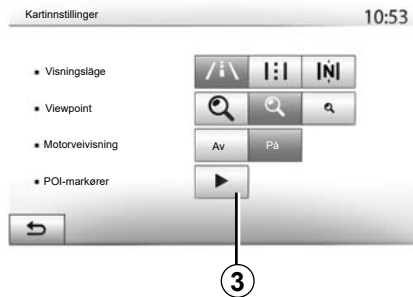 Kartinnstillinger 10:53
Visningsläge N
Viewpoint
Motorveivisning Av På
POI-markører
3